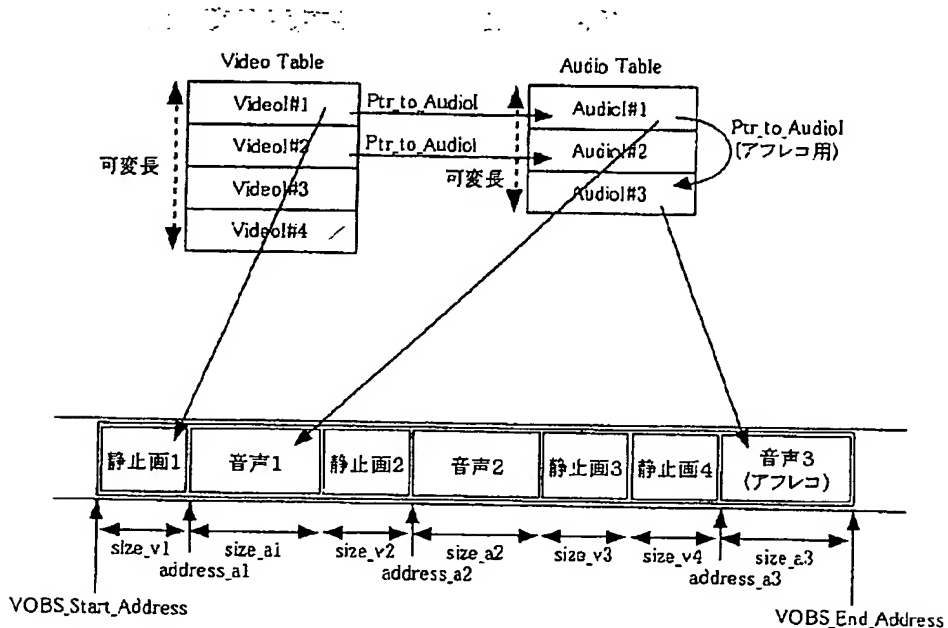 Video Table
Audio Table
VideoI#1
Ptr_to_AudioI
AudioI#1
Ptr_to_AudioI
(アフレコ用)
VideoI#2
Ptr_to_AudioI
AudioI#2
可変長
可変長
VideoI#3
AudioI#3
VideoI#4
静止画1
音声1
静止画2
音声2
静止画3
静止画4
音声3
(アフレコ)
size_v1
size_a1
size_v2
size_a2
size_v3
size_v4
size_a3
address_a1
address_a2
address_a3
VOBS_Start_Address
VOBS_End_Address